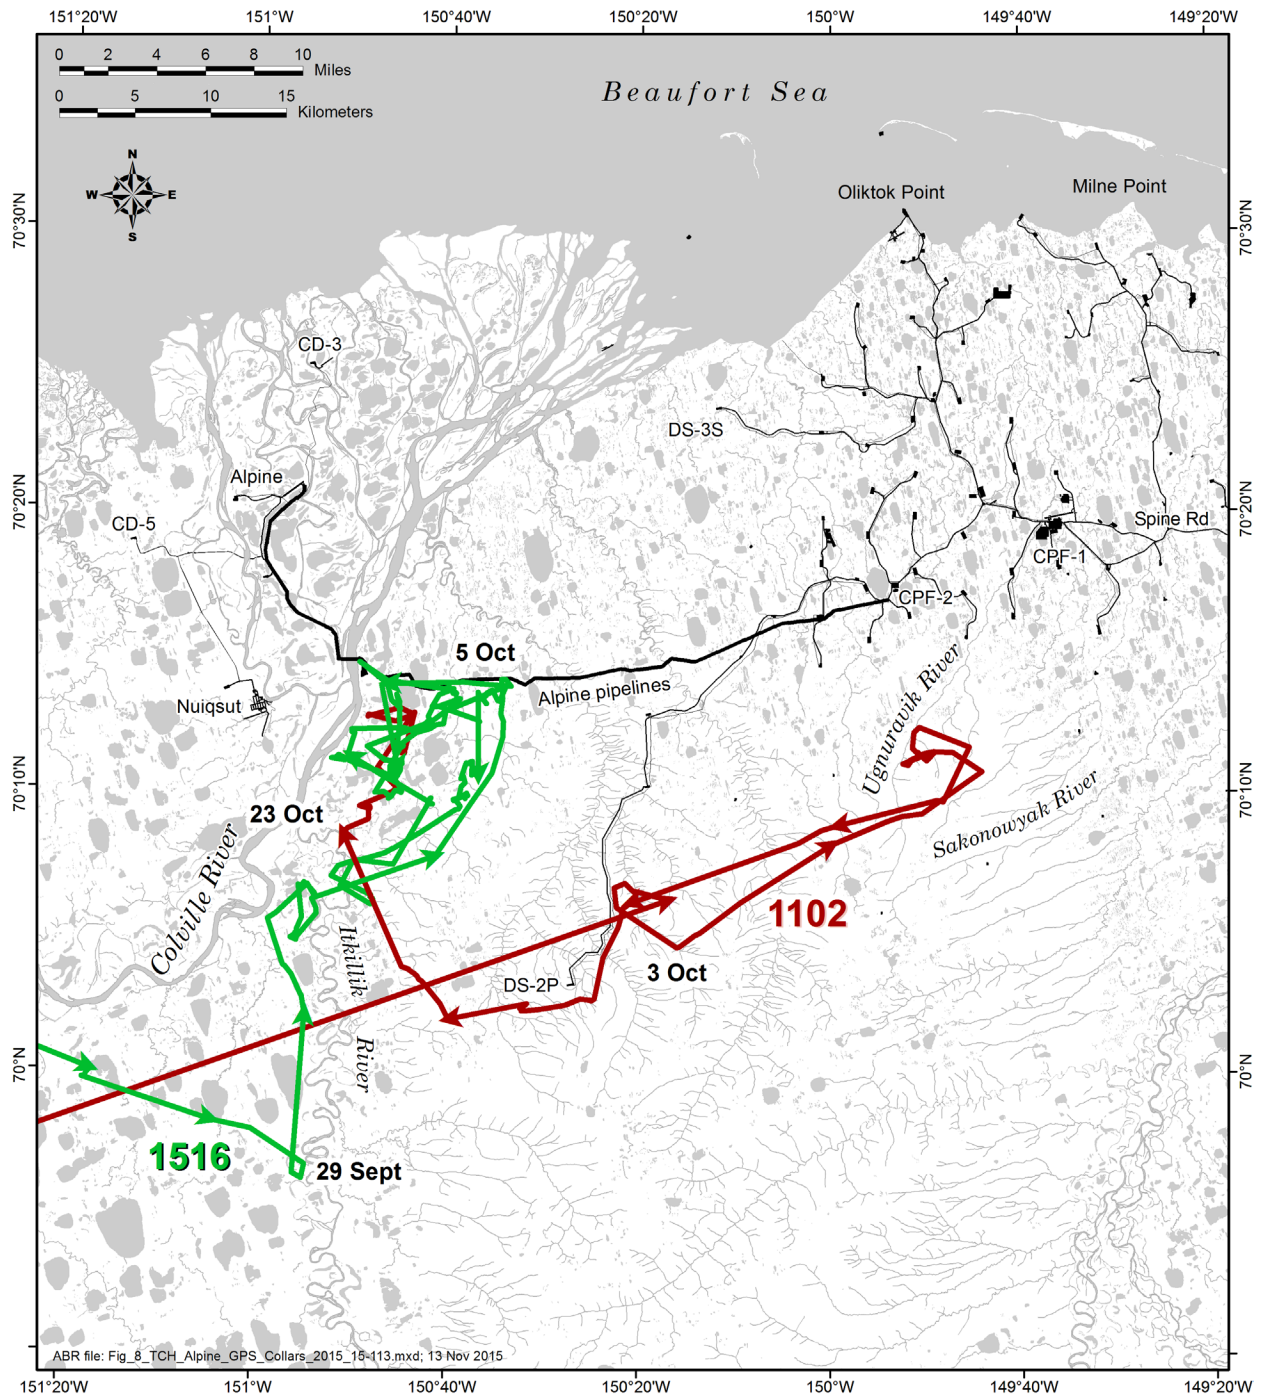 151°20'W 151°W 150°40'W 150°20'W 150°W 149°40'W 149°20'W
0 2 4 6 8 10
Miles
0 5 10 15
Kilometers
Beaufort Sea
N
W E
S
Oliktok Point
Milne Point
70°30'N
70°30'N
CD-3
DS-3S
Alpine
70°20'N
70°20'N
CD-5
Spine Rd
CPF-1
CPF-2
5 Oct
Alpine pipelines
Nuiqsut
Ugnuravik River
70°10'N
70°10'N
23 Oct
Sakonowyak River
Colville River
1102
Itkillik
River
3 Oct
DS-2P
70°N
70°N
1516
29 Sept
ABR file: Fig_8_TCH_Alpine_GPS_Collars_2015_15-113.mxd; 13 Nov 2015
151°20'W 151°W 150°40'W 150°20'W 150°W 149°40'W 149°20'W